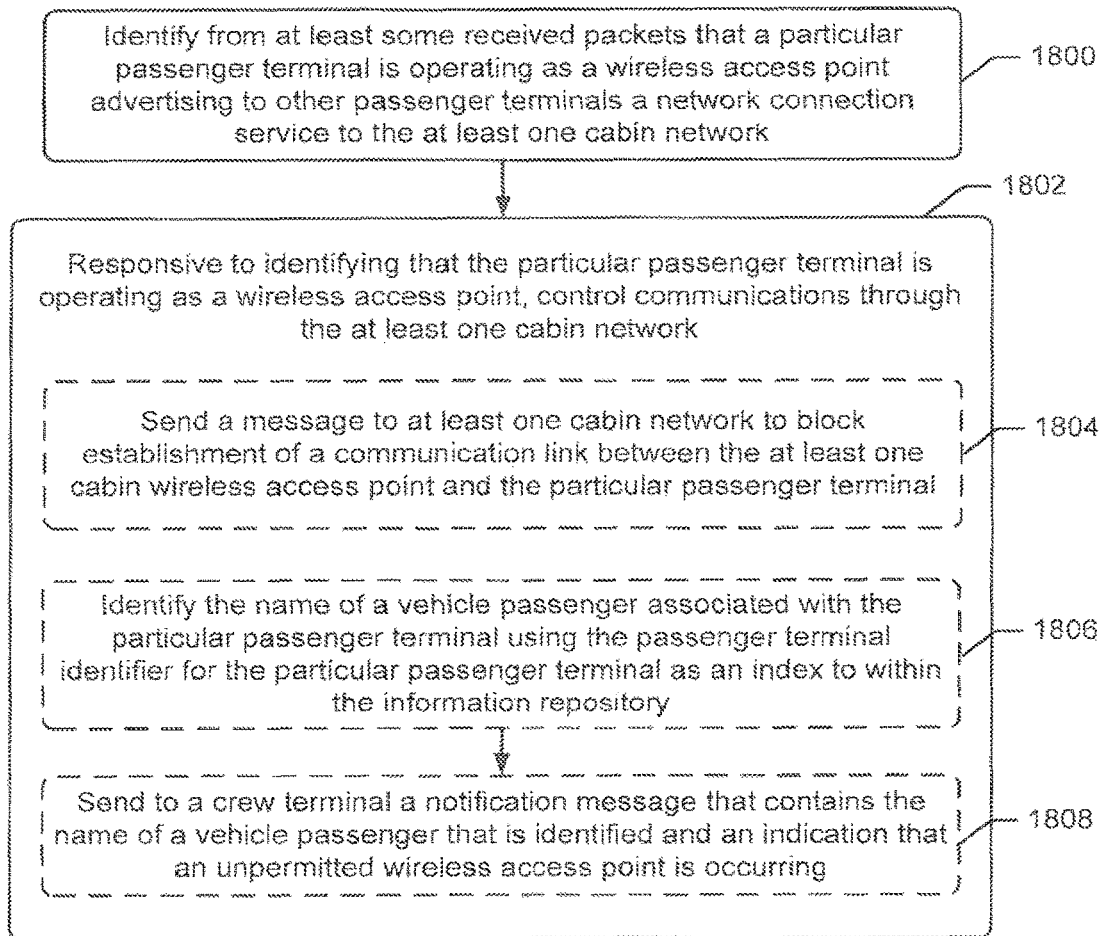 Identify from at least some received packets that a particular
passenger terminal is operating as a wireless access point
advertising to other passenger terminals a network connection
service to the at least one cabin network
1800
1802
Responsive to identifying that the particular passenger terminal is
operating as a wireless access point, control communications through
the at least one cabin network
Send a message to at least one cabin network to block
establishment of a communication link between the at least one
cabin wireless access point and the particular passenger terminal
1804
Identify the name of a vehicle passenger associated with the
particular passenger terminal using the passenger terminal
identifier for the particular passenger terminal as an index to within
the information repository
1806
Send to a crew terminal a notification message that contains the
name of a vehicle passenger that is identified and an indication that
an unpermitted wireless access point is occurring
1808